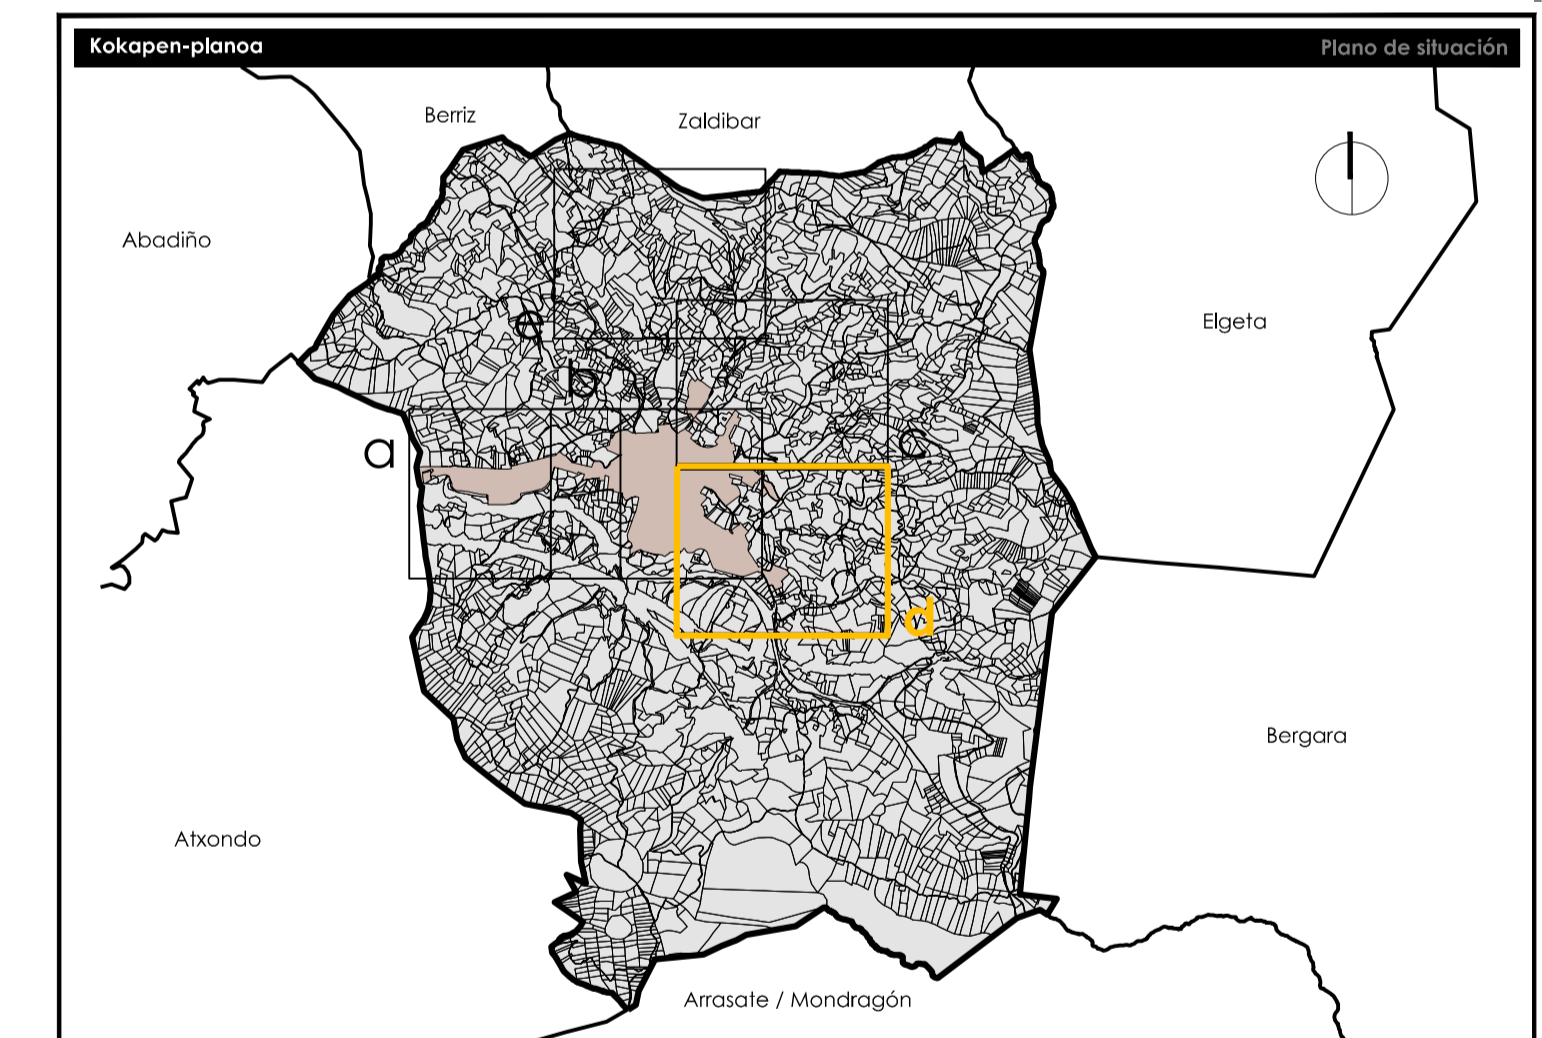 Kokapen-planoa
Plano de situación
Berriz
Zaldibar
Abadiño
Elgeta
e
b
a
c
d
Bergara
Atxondo
Arrasate / Mondragón